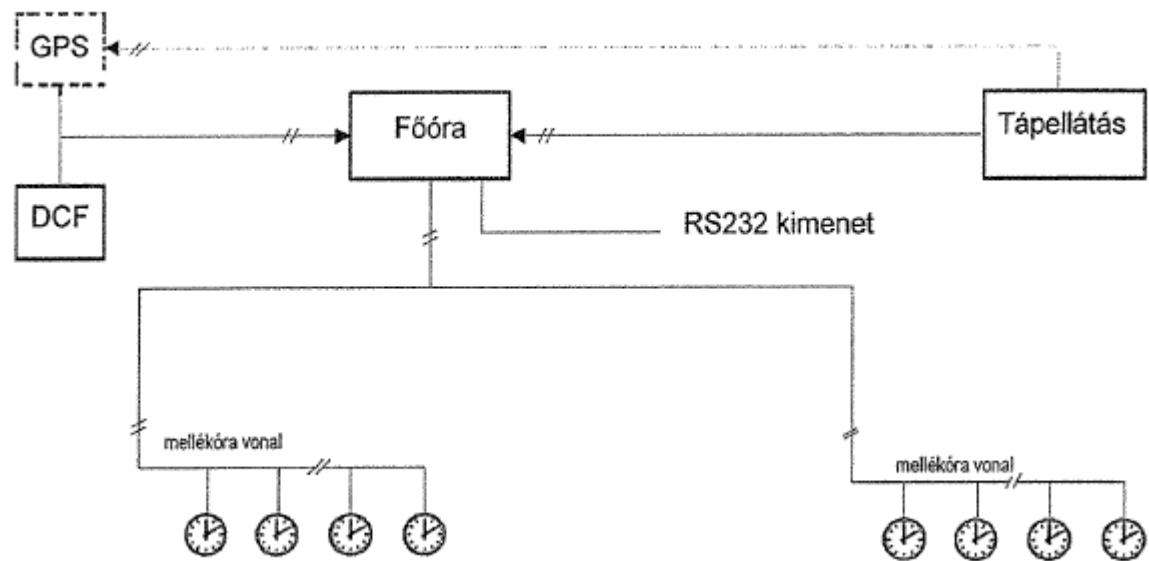 GPS
Főóra
Tápellátás
DCF
RS232 kimenet
mellékóra vonal
mellékóra vonal